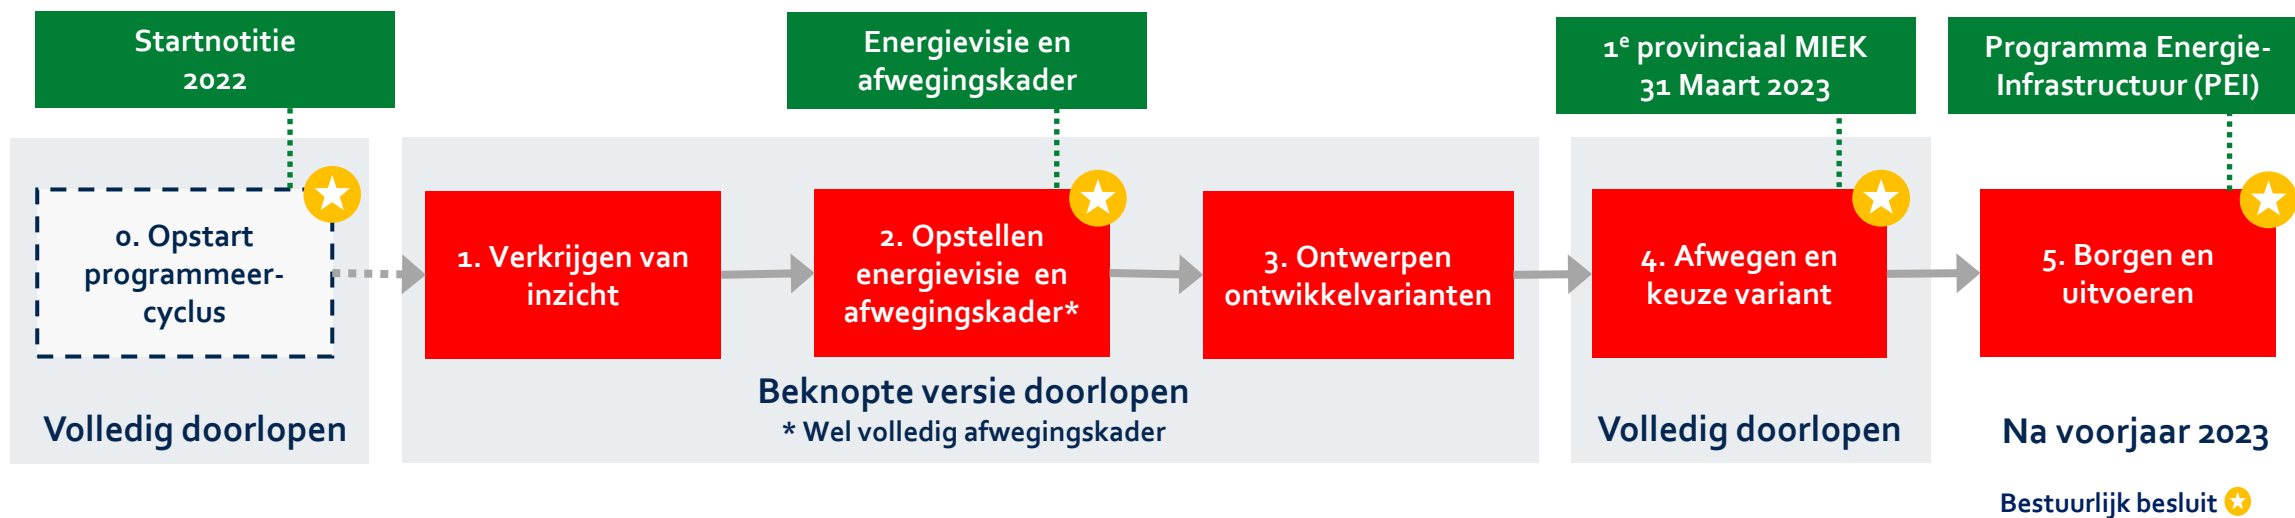 Startnotitie
2022
Energievisie en
afwegingskader
1e provinciaal MIEK
31 Maart 2023
Programma Energie-
Infrastructuur (PEI)
0. Opstart
programmeer-
cyclus
1. Verkrijgen van
inzicht
2. Opstellen
energievisie en
afwegingskader*
3. Ontwerpen
ontwikkelvarianten
4. Afwegen en
keuze variant
5. Borgen en
uitvoeren
Volledig doorlopen
Beknopte versie doorlopen
* Wel volledig afwegingskader
Volledig doorlopen
Na voorjaar 2023
Bestuurlijk besluit